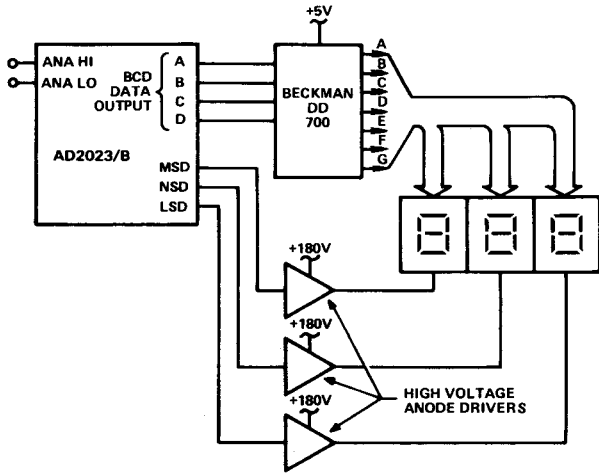 +5V
ANA HI
ANA LO
BCD
DATA
OUTPUT
A
B
C
D
AD2023/B
MSD
NSD
LSD
BECKMAN
DD
700
A
B
C
D
E
F
G
+180V
+180V
+180V
HIGH VOLTAGE
ANODE DRIVERS